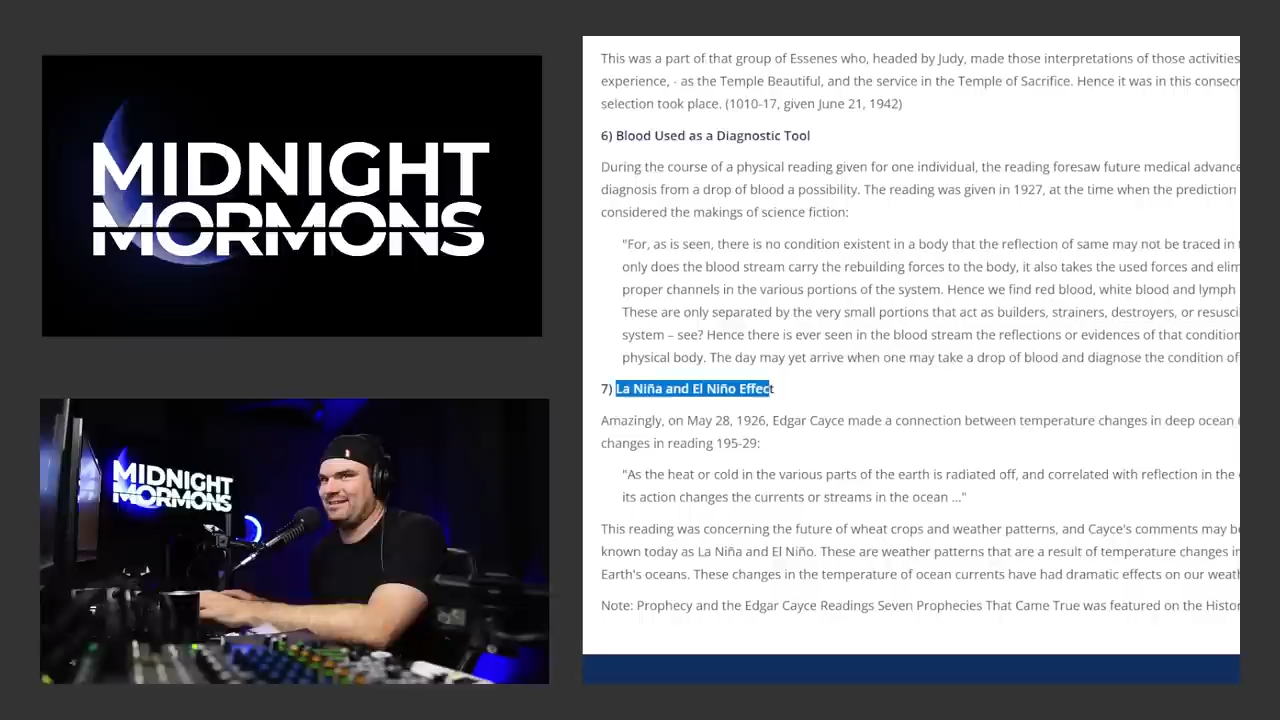 MIDNIGHT
MORMONS
MIDNIGHT
MORMONS
This was a part of that group of Essenes who, headed by Judy, made those interpretations of those activities
experience, - as the Temple Beautiful, and the service in the Temple of Sacrifice. Hence it was in this consecr
selection took place. (1010-17, given June 21, 1942)
6) Blood Used as a Diagnostic Tool
During the course of a physical reading given for one individual, the reading foresaw future medical advance
diagnosis from a drop of blood a possibility. The reading was given in 1927, at the time when the prediction
considered the makings of science fiction:
"For, as is seen, there is no condition existent in a body that the reflection of same may not be traced in t
only does the blood stream carry the rebuilding forces to the body, it also takes the used forces and elim
proper channels in the various portions of the system. Hence we find red blood, white blood and lymph
These are only separated by the very small portions that act as builders, strainers, destroyers, or resusci
system – see? Hence there is ever seen in the blood stream the reflections or evidences of that condition
physical body. The day may yet arrive when one may take a drop of blood and diagnose the condition of
7) La Niña and El Niño Effect
Amazingly, on May 28, 1926, Edgar Cayce made a connection between temperature changes in deep ocean
changes in reading 195-29:
"As the heat or cold in the various parts of the earth is radiated off, and correlated with reflection in the
its action changes the currents or streams in the ocean ..."
This reading was concerning the future of wheat crops and weather patterns, and Cayce's comments may be
known today as La Niña and El Niño. These are weather patterns that are a result of temperature changes in
Earth's oceans. These changes in the temperature of ocean currents have had dramatic effects on our weath
Note: Prophecy and the Edgar Cayce Readings Seven Prophecies That Came True was featured on the Histor